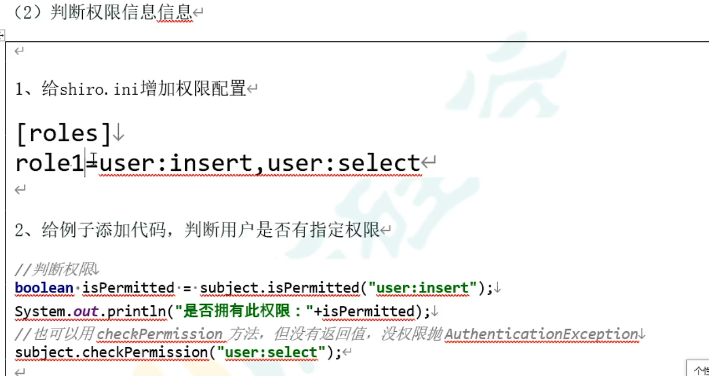 （2）判断权限信息信息
1、给shiro.ini增加权限配置
[roles]
role1=user:insert,user:select
2、给例子添加代码，判断用户是否有指定权限
//判断权限
boolean isPermitted = subject.isPermitted("user:insert");
System.out.println("是否拥有此权限："+isPermitted);
//也可以用 checkPermission 方法，但没有返回值，没权限抛 AuthenticationException
subject.checkPermission("user:select");